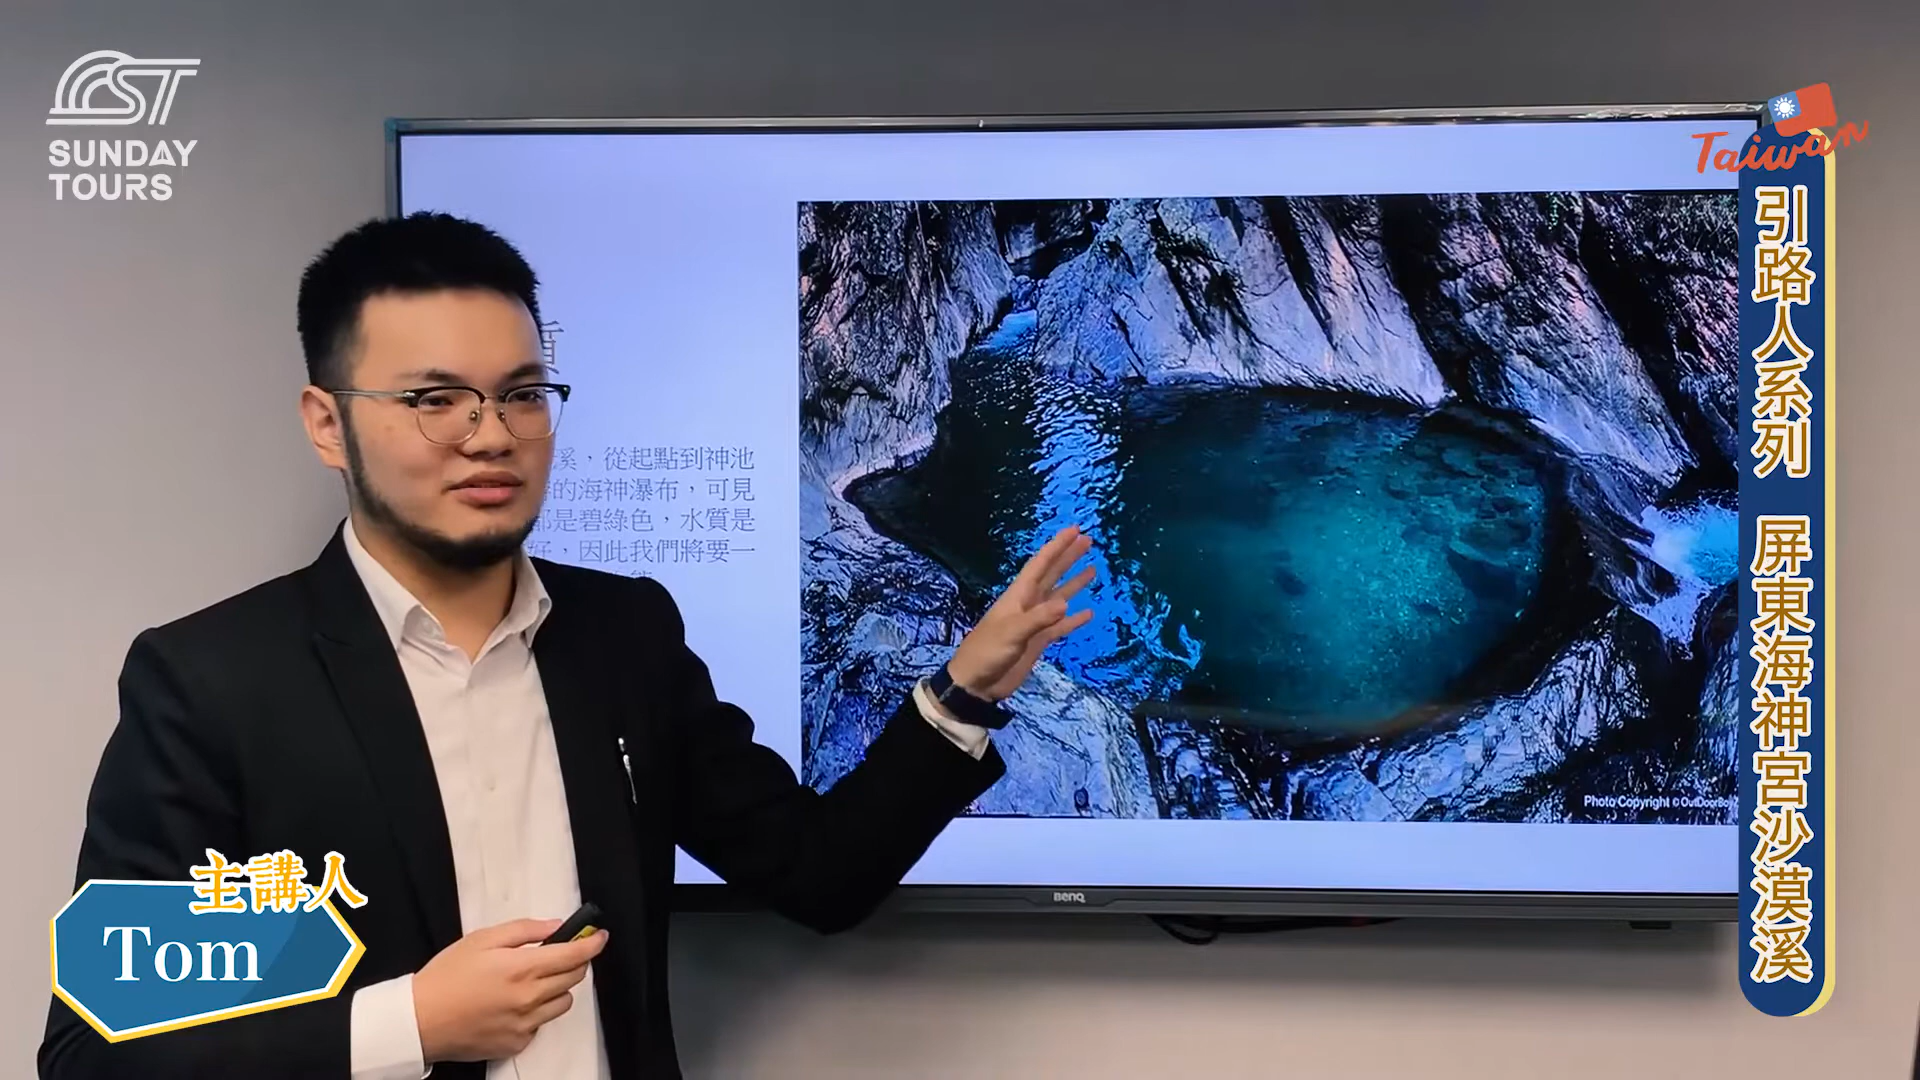 ST
SUNDAY
TOURS
Taiwan
引路人系列 屏東海神宮沙漠溪
溪，從起點到神池
的海神瀑布，可見
都是碧綠色，水質是
好，因此我們將要一
Photo Copyright © OutDoorBoy
BenQ
主講人
Tom